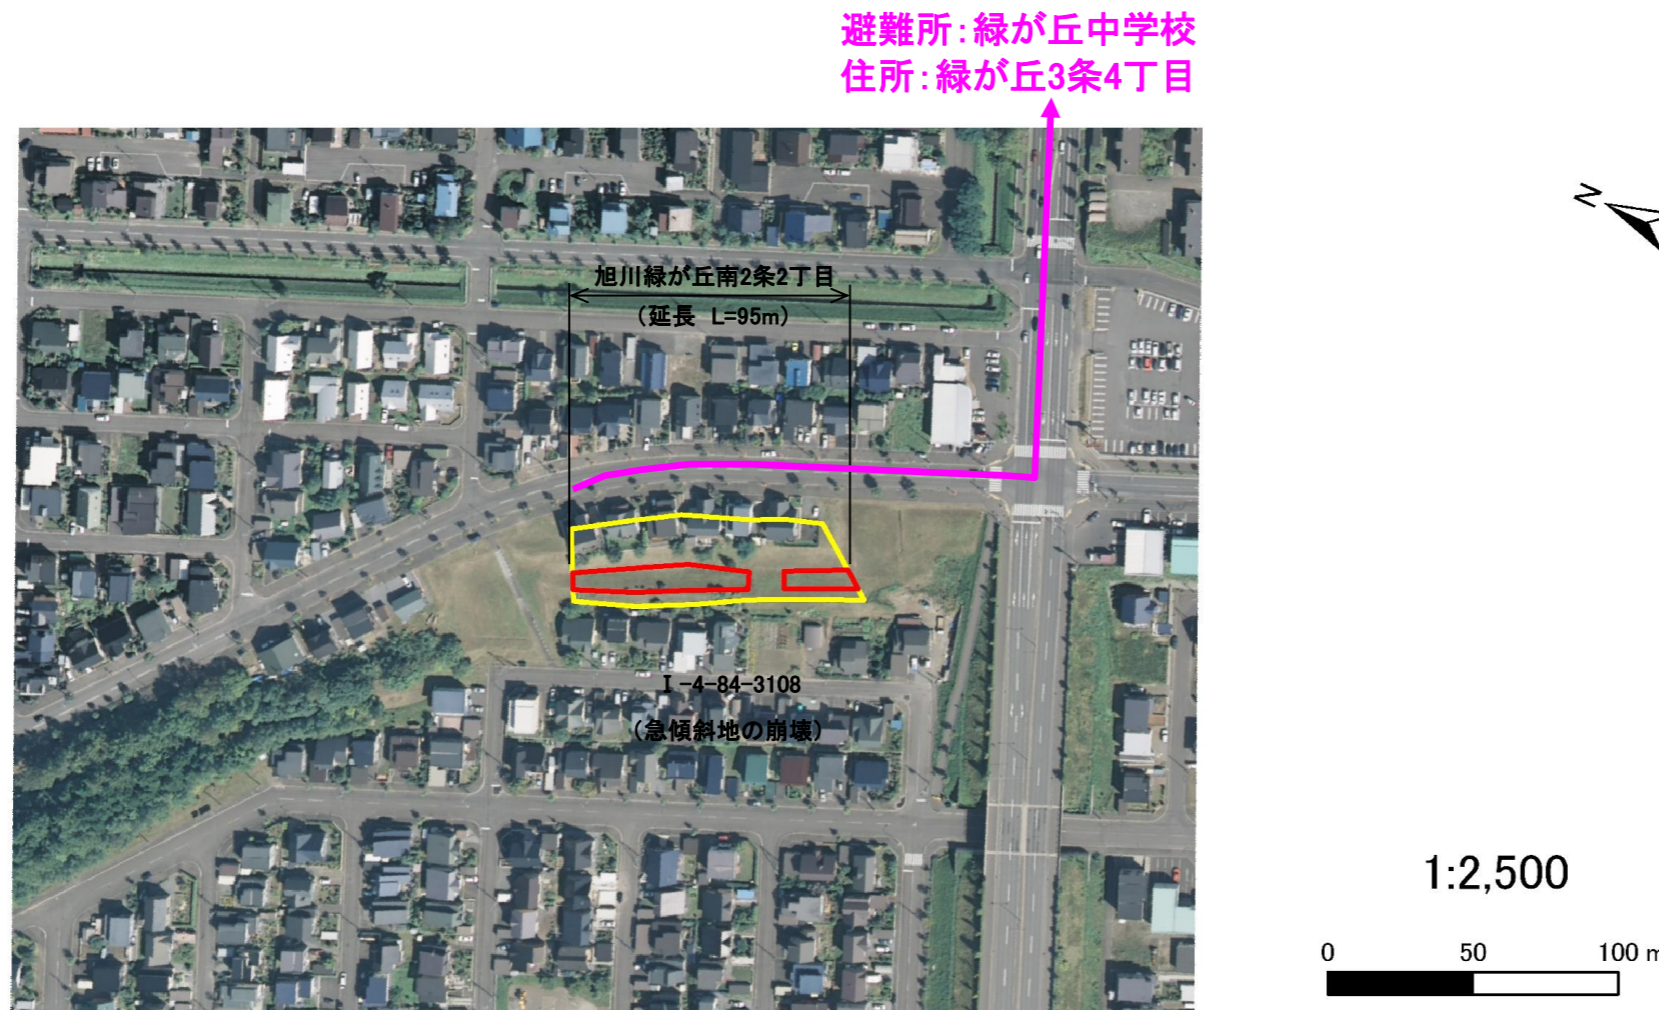 避難所：緑が丘中学校
住所：緑が丘3条4丁目
N
旭川緑が丘南2条2丁目
（延長 L=95m）
Ⅰ-4-84-3108
（急傾斜地の崩壊）
1:2,500
0 50 100 m